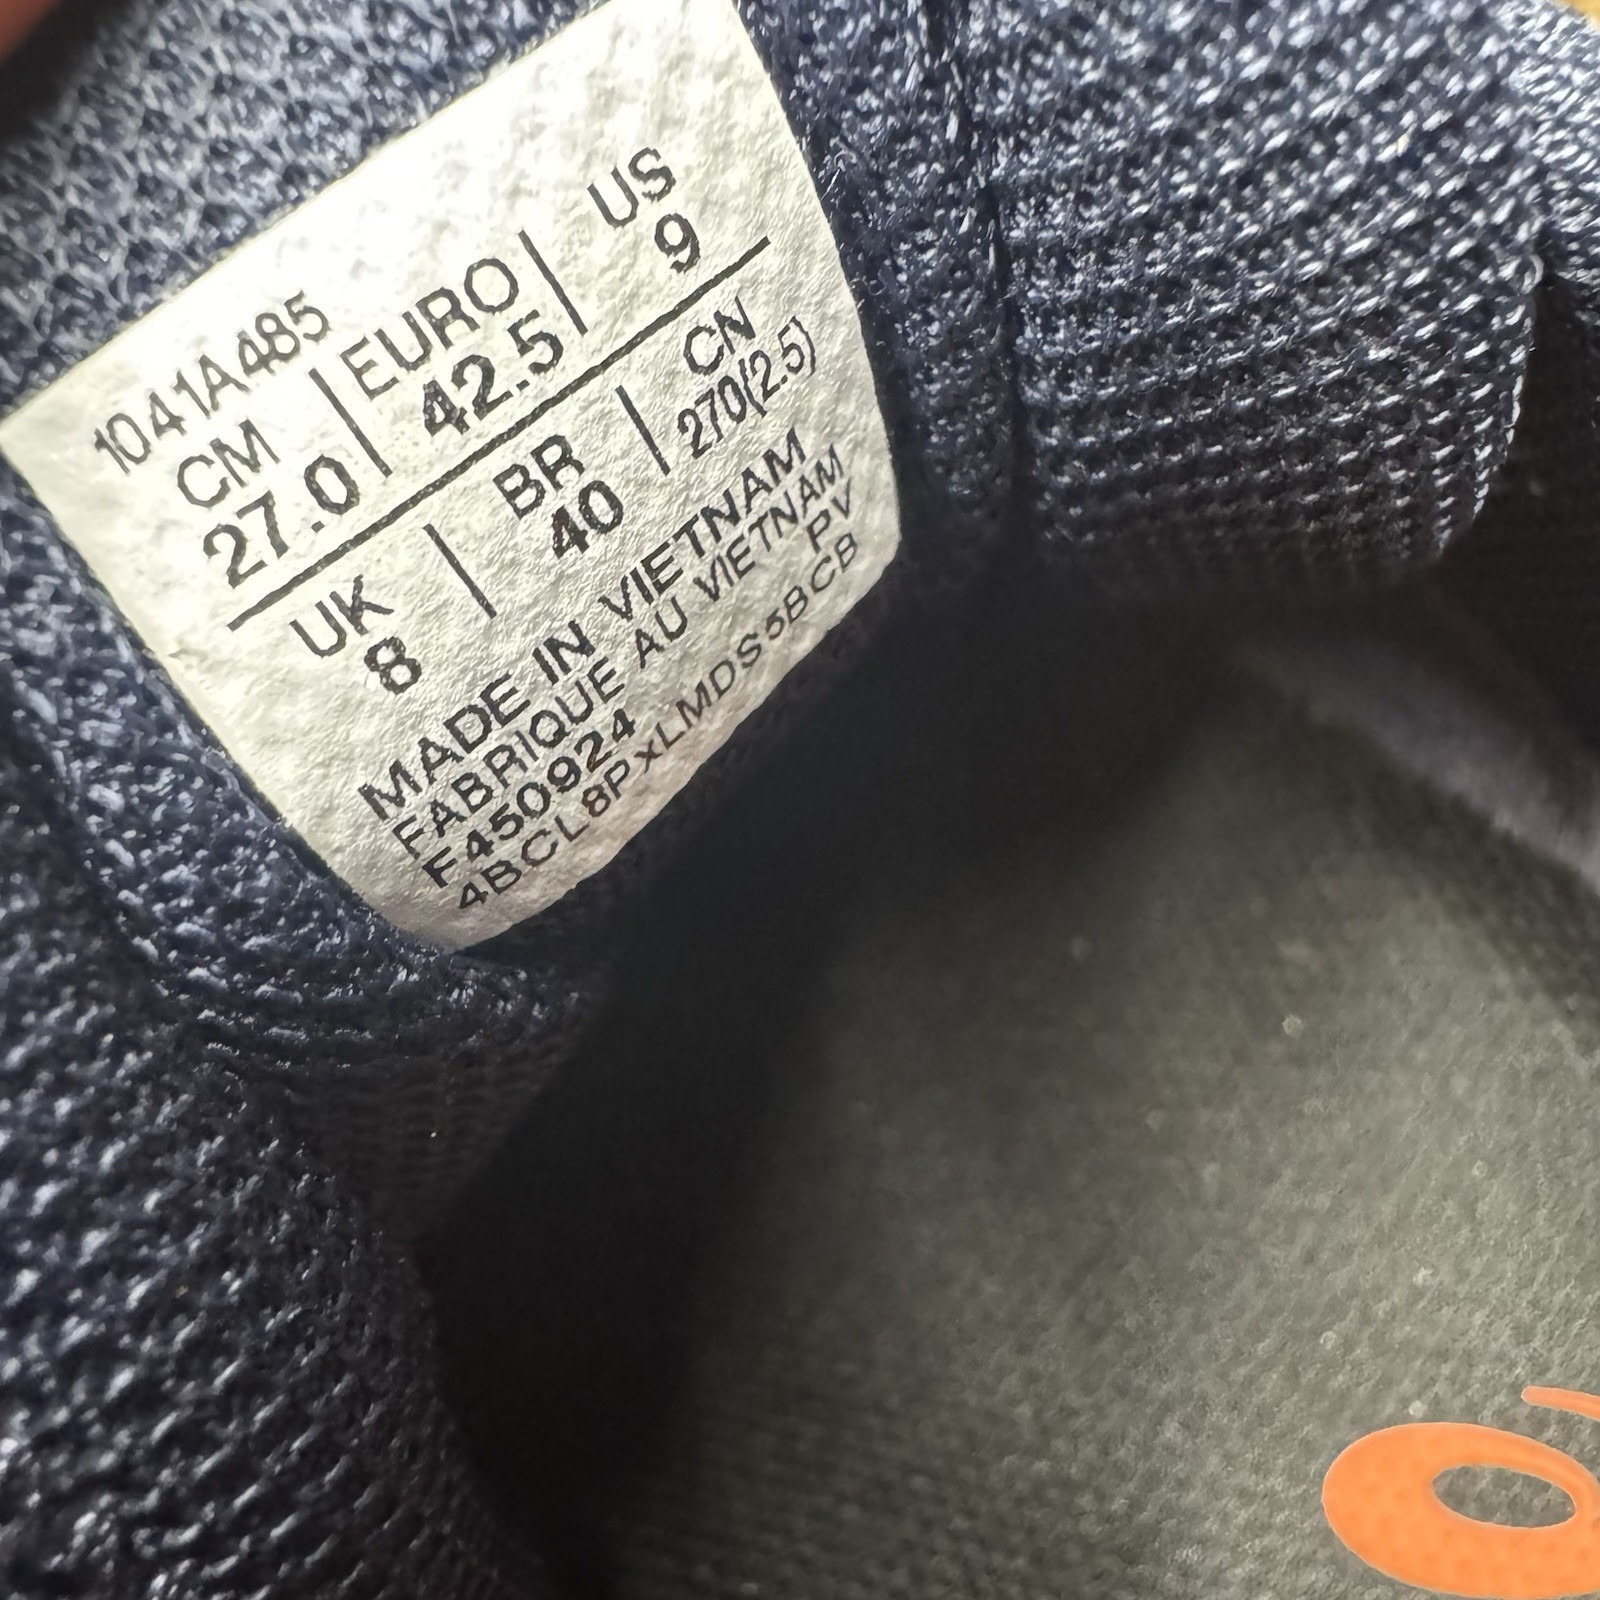 1041A485
CM EURO US
27.0 42.5 9
UK BR CN
8 40 270(2.5)
MADE IN VIETNAM
FABRIQUE AU VIETNAM
F450924 PV
4BCL8PxLMDS5BCB